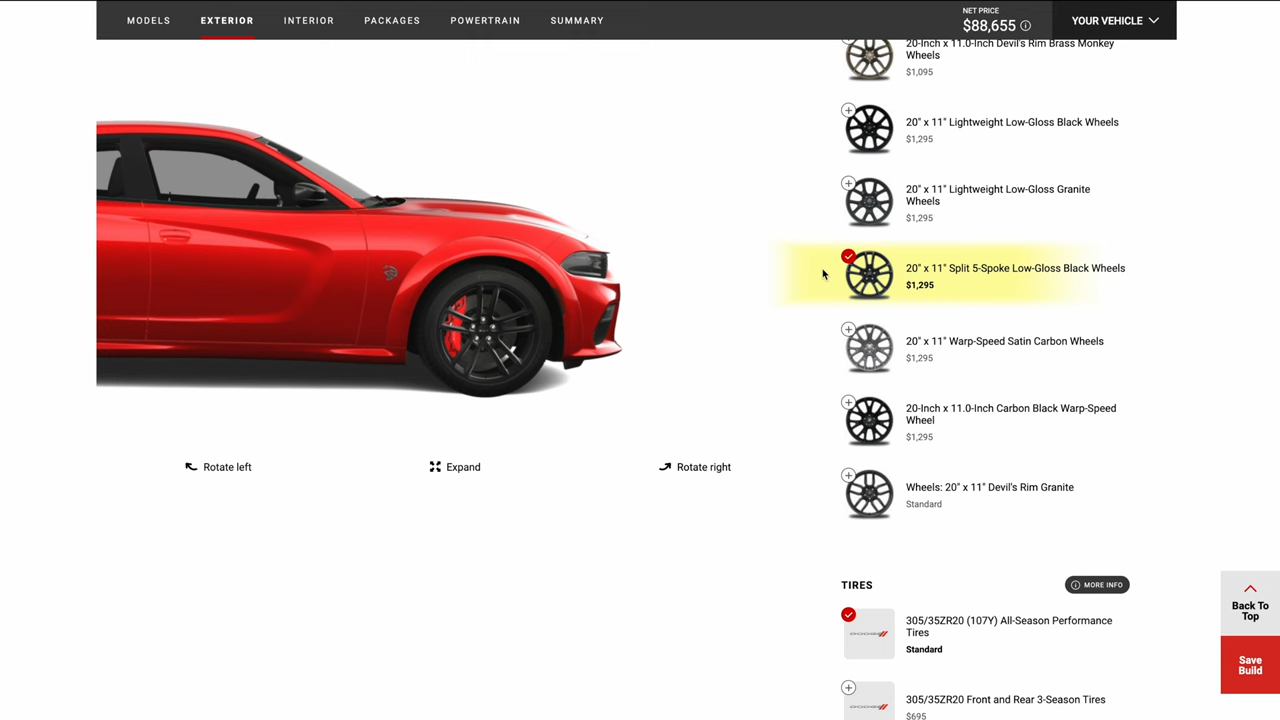 MODELS EXTERIOR INTERIOR PACKAGES POWERTRAIN SUMMARY
NET PRICE
$88,655
YOUR VEHICLE
20-Inch x 11.0-Inch Devil's Rim Brass Monkey
Wheels
$1,095
20" x 11" Lightweight Low-Gloss Black Wheels
$1,295
20" x 11" Lightweight Low-Gloss Granite
Wheels
$1,295
20" x 11" Split 5-Spoke Low-Gloss Black Wheels
$1,295
20" x 11" Warp-Speed Satin Carbon Wheels
$1,295
20-Inch x 11.0-Inch Carbon Black Warp-Speed
Wheel
$1,295
Rotate left
Expand
Rotate right
Wheels: 20" x 11" Devil's Rim Granite
Standard
TIRES
MORE INFO
305/35ZR20 (107Y) All-Season Performance
Tires
Standard
DODGE
305/35ZR20 Front and Rear 3-Season Tires
$695
DODGE
Back To
Top
Save
Build